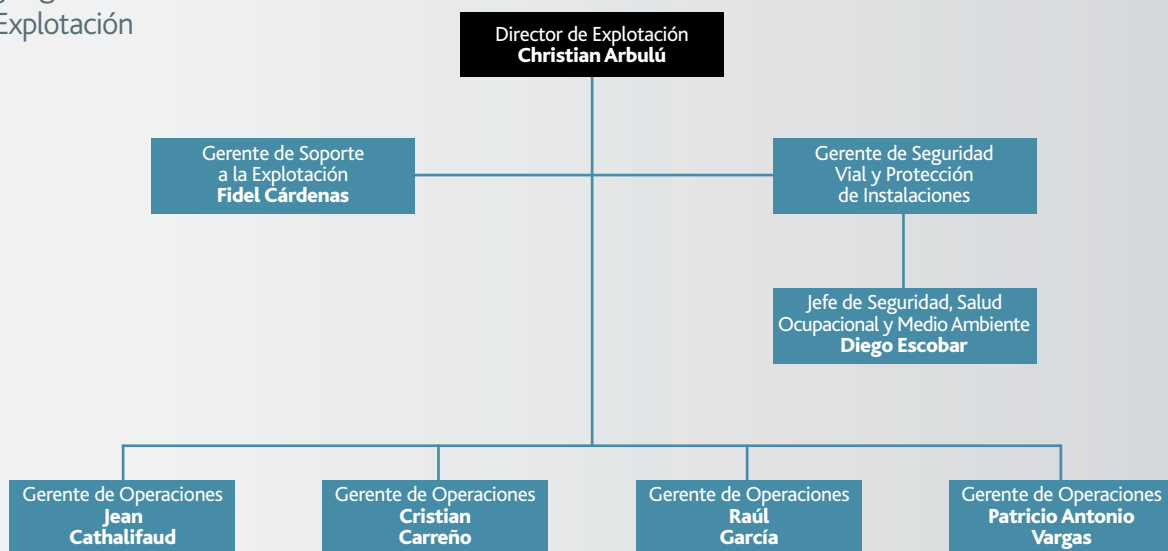 Explotación
Director de Explotación
Christian Arbulú
Gerente de Soporte
a la Explotación
Fidel Cárdenas
Gerente de Seguridad
Vial y Protección
de Instalaciones
Jefe de Seguridad, Salud
Ocupacional y Medio Ambiente
Diego Escobar
Gerente de Operaciones
Jean
Cathalifaud
Gerente de Operaciones
Cristian
Carreño
Gerente de Operaciones
Raúl
García
Gerente de Operaciones
Patricio Antonio
Vargas